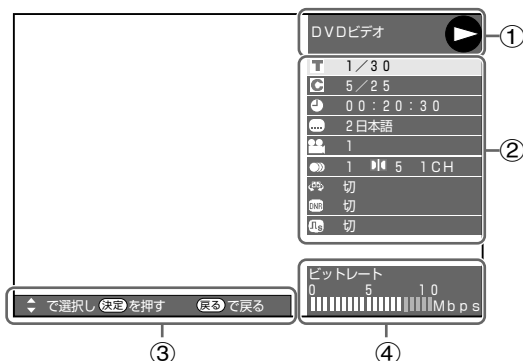 DVDビデオ
①
T 1/30
C 5/25
00:20:30
2日本語
1
1 5 1CH
切
DNR 切
切
②
ビットレート
0 5 10
Mbps
で選択し 決定 を押す 戻る で戻る
③ ④